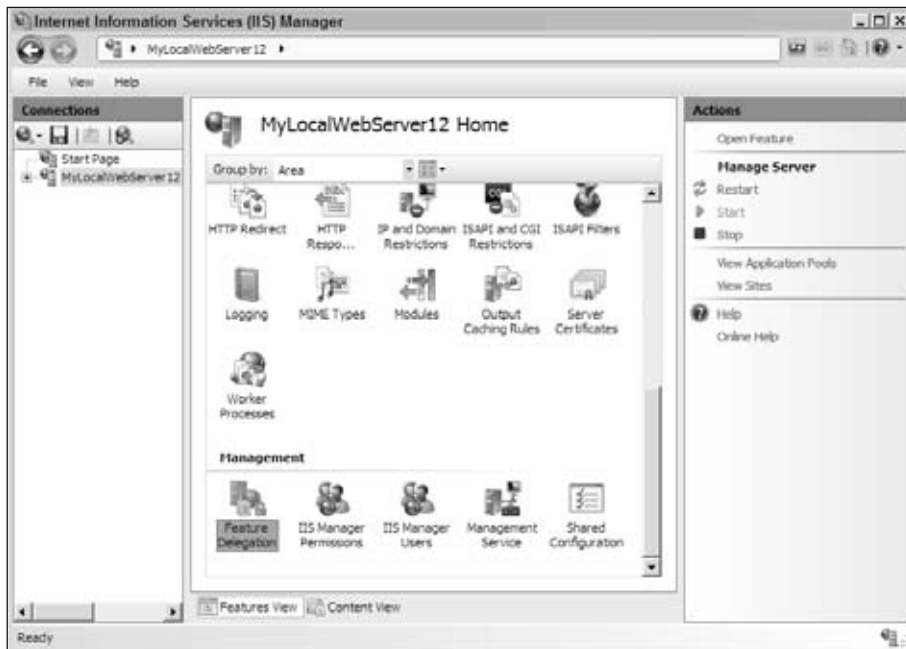 Internet Information Services (IIS) Manager
MyLocalWebServer12
File View Help
Connections
Start Page
MyLocalWebServer12
MyLocalWebServer12 Home
Group by: Area
HTTP Redirect
HTTP Respo...
IP and Domain Restrictions
ISAPI and CGI Restrictions
ISAPI Filters
Logging
MIME Types
Modules
Output Caching Rules
Server Certificates
Worker Processes
Management
Feature Delegation
IIS Manager Permissions
IIS Manager Users
Management Service
Shared Configuration
Features View
Content View
Actions
Open Feature
Manage Server
Restart
Start
Stop
View Application Pools
View Sites
Help
Online Help
Ready